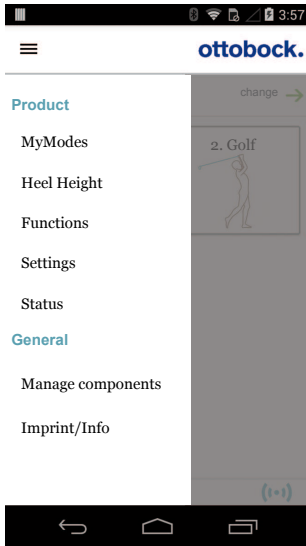 3:57
ottobock.
change
Product
MyModes
2. Golf
Heel Height
Functions
Settings
Status
General
Manage components
Imprint/Info